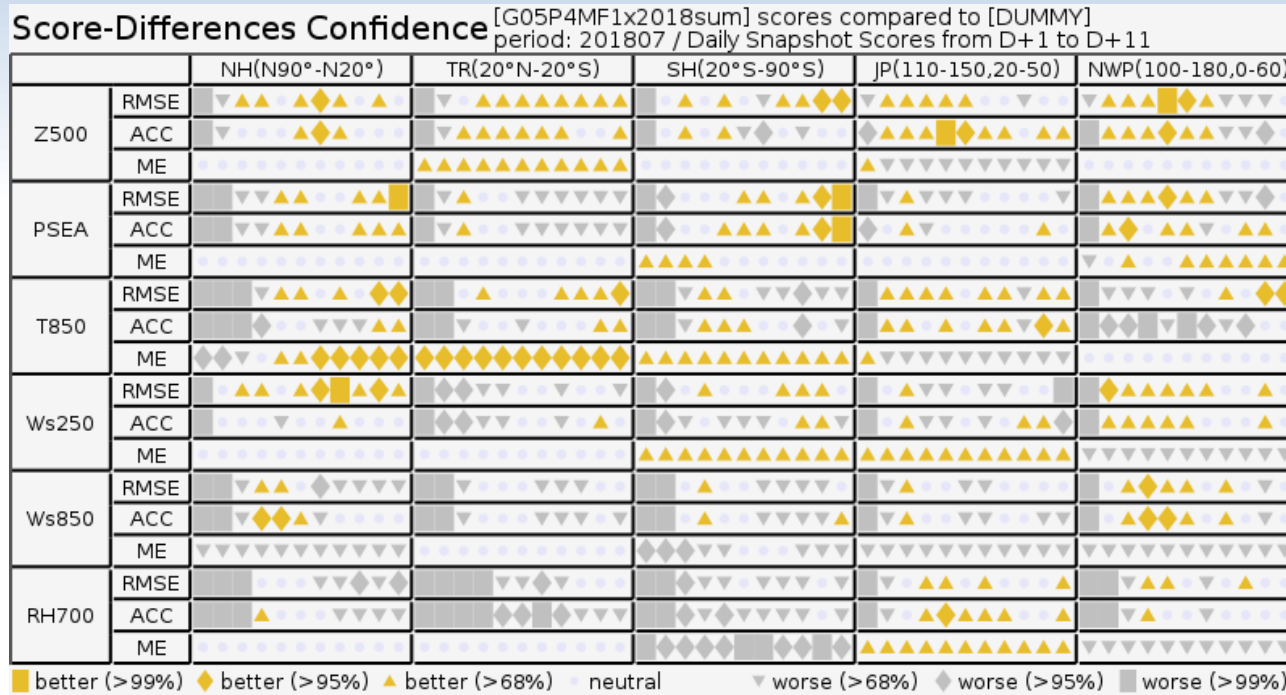 Score-Differences Confidence
[G05P4MF1x2018sum] scores compared to [DUMMY]
period: 201807 / Daily Snapshot Scores from D+1 to D+11
NH(N90°-N20°) TR(20°N-20°S) SH(20°S-90°S) JP(110-150,20-50) NWP(100-180,0-60)
Z500
RMSE
ACC
ME
PSEA
RMSE
ACC
ME
T850
RMSE
ACC
ME
Ws250
RMSE
ACC
ME
Ws850
RMSE
ACC
ME
RH700
RMSE
ACC
ME
better (>99%) better (>95%) better (>68%) neutral worse (>68%) worse (>95%) worse (>99%)